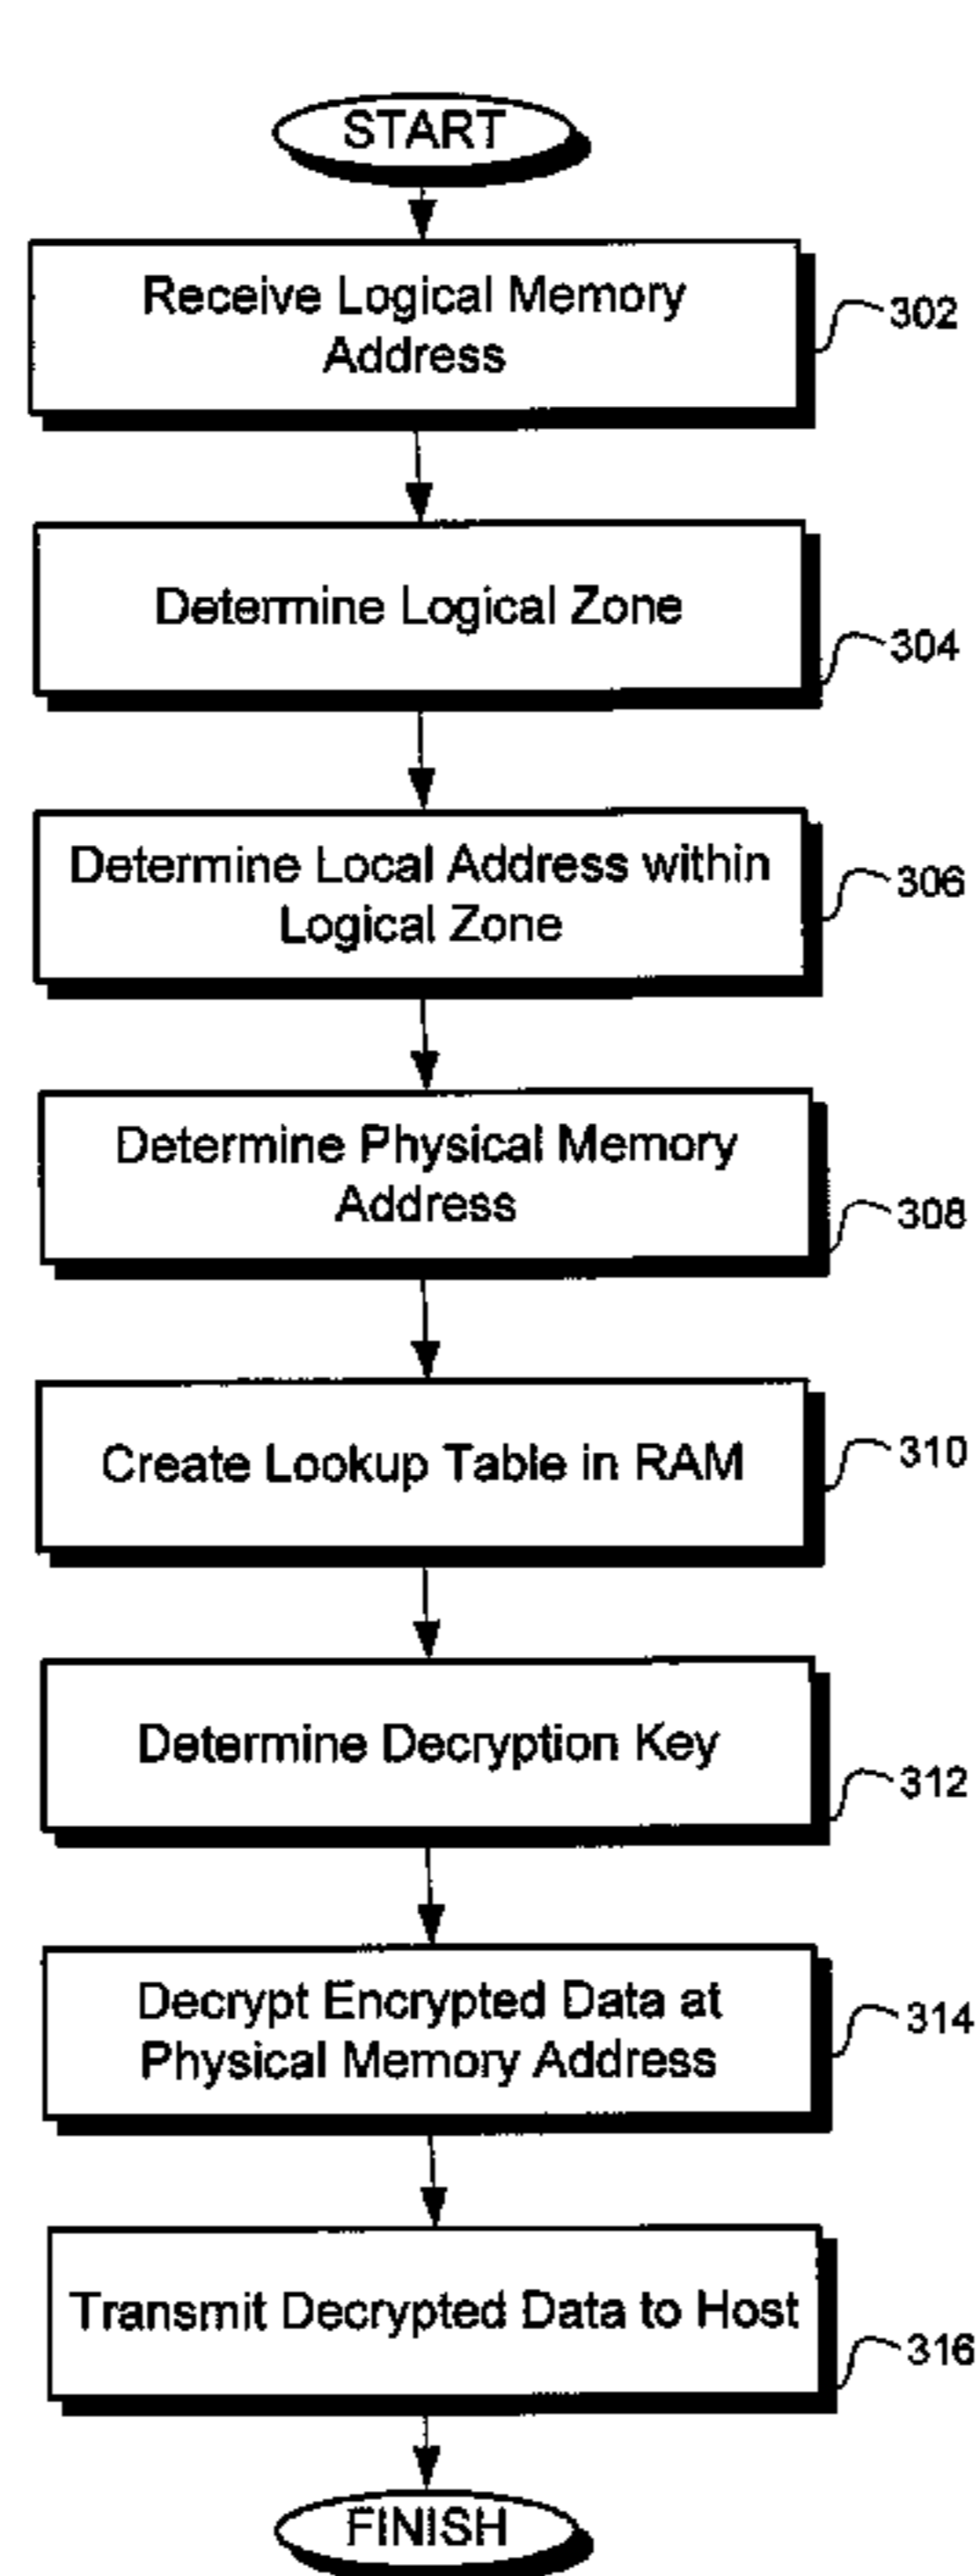 START
Receive Logical Memory
Address
302
Determine Logical Zone
304
Determine Local Address within
Logical Zone
306
Determine Physical Memory
Address
308
Create Lookup Table in RAM
310
Determine Decryption Key
312
Decrypt Encrypted Data at
Physical Memory Address
314
Transmit Decrypted Data to Host
316
FINISH